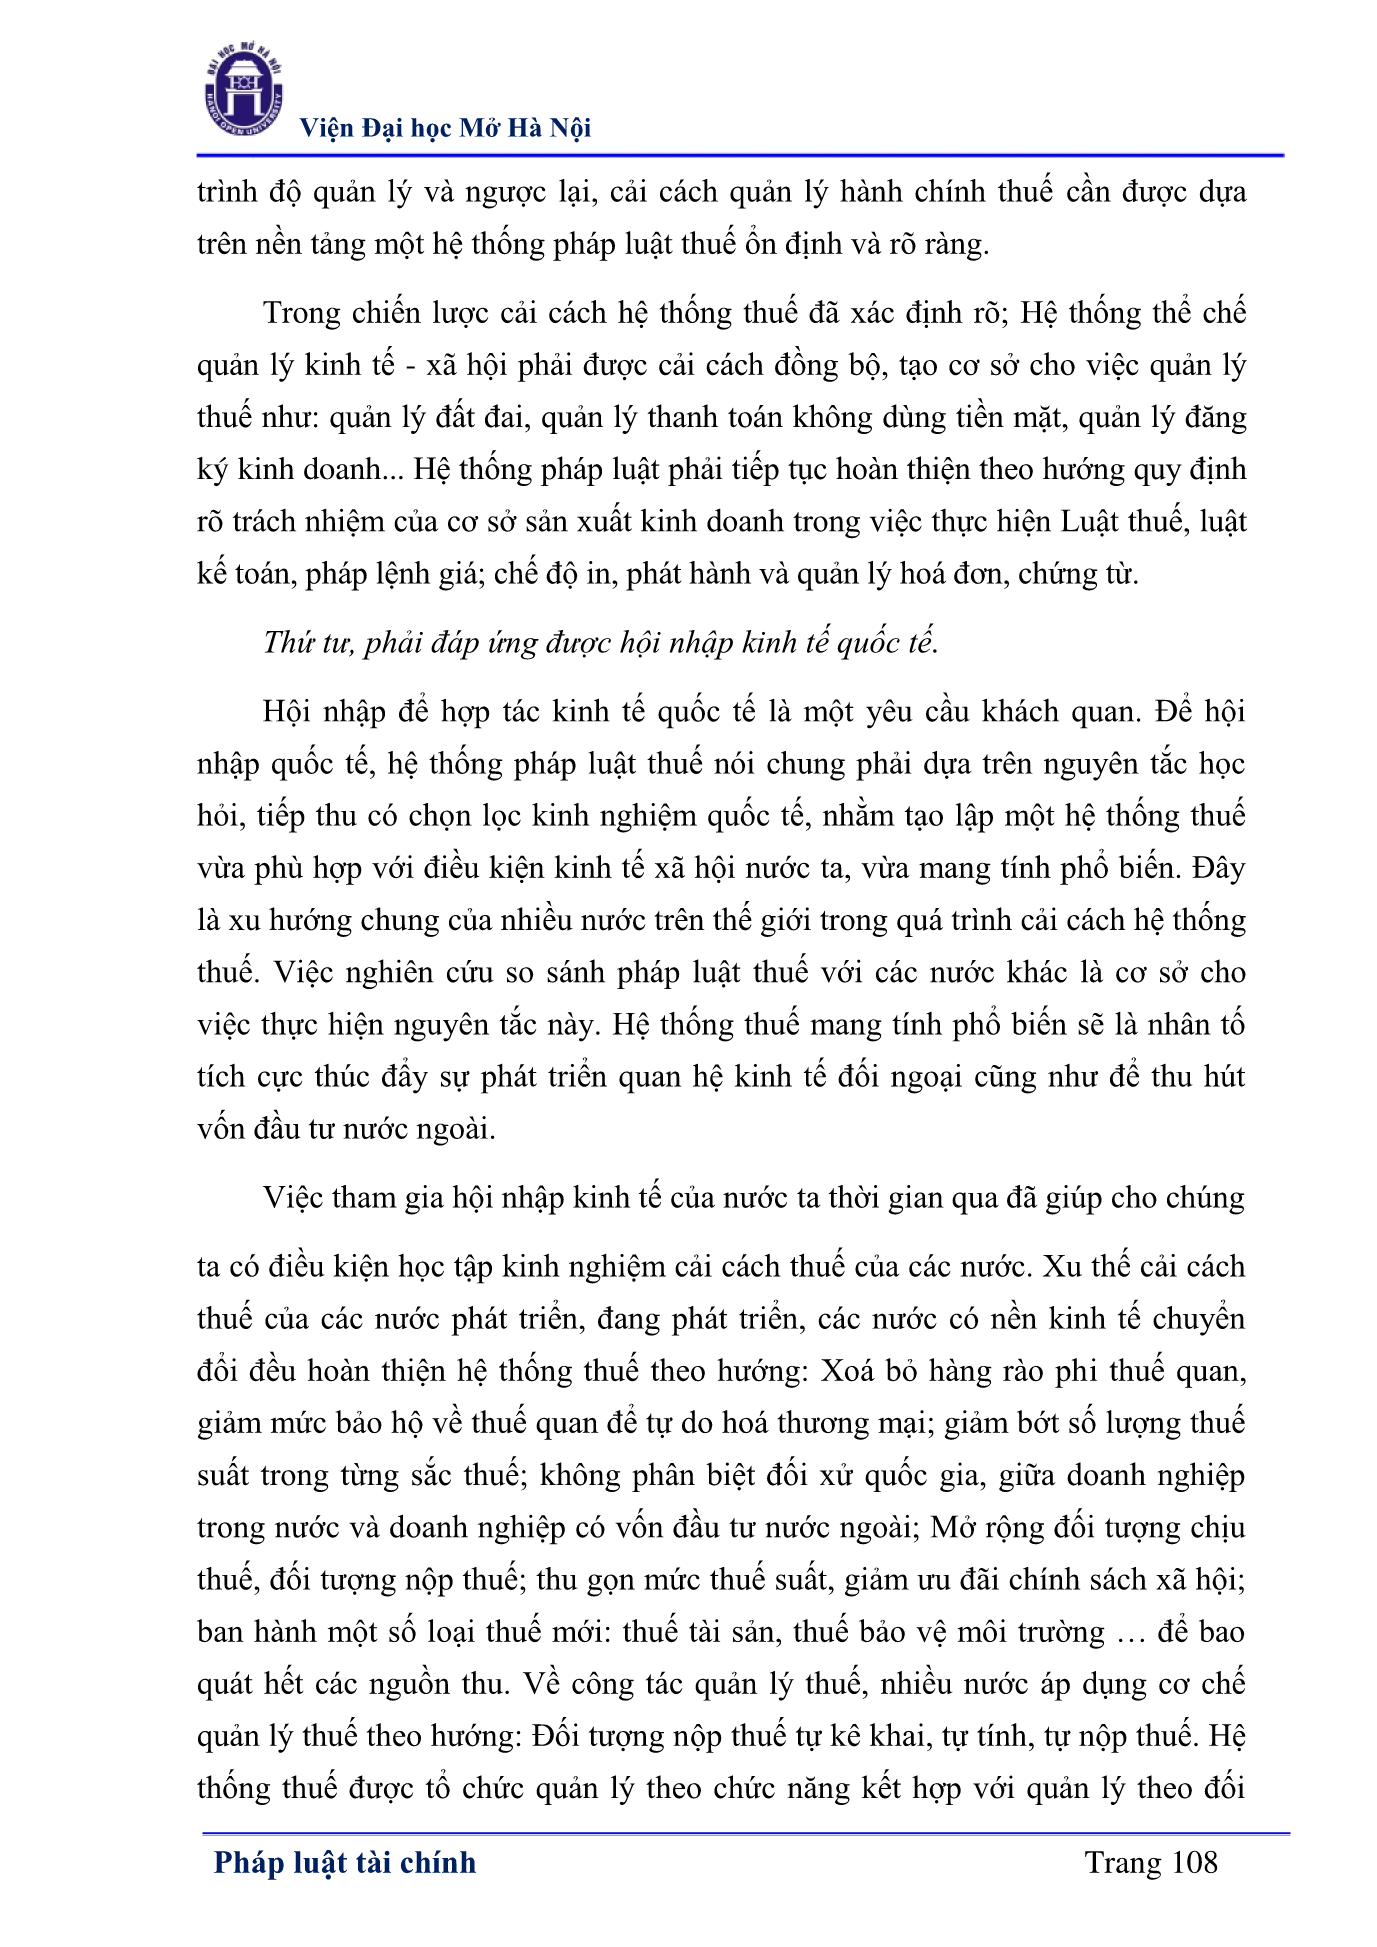 ĐẠI HỌC MỞ HÀ NỘI
HANOI OPEN UNIVERSITY
Viện Đại học Mở Hà Nội
trình độ quản lý và ngược lại, cải cách quản lý hành chính thuế cần được dựa
trên nền tảng một hệ thống pháp luật thuế ổn định và rõ ràng.
Trong chiến lược cải cách hệ thống thuế đã xác định rõ; Hệ thống thể chế
quản lý kinh tế - xã hội phải được cải cách đồng bộ, tạo cơ sở cho việc quản lý
thuế như: quản lý đất đai, quản lý thanh toán không dùng tiền mặt, quản lý đăng
ký kinh doanh... Hệ thống pháp luật phải tiếp tục hoàn thiện theo hướng quy định
rõ trách nhiệm của cơ sở sản xuất kinh doanh trong việc thực hiện Luật thuế, luật
kế toán, pháp lệnh giá; chế độ in, phát hành và quản lý hoá đơn, chứng từ.
Thứ tư, phải đáp ứng được hội nhập kinh tế quốc tế.
Hội nhập để hợp tác kinh tế quốc tế là một yêu cầu khách quan. Để hội
nhập quốc tế, hệ thống pháp luật thuế nói chung phải dựa trên nguyên tắc học
hỏi, tiếp thu có chọn lọc kinh nghiệm quốc tế, nhằm tạo lập một hệ thống thuế
vừa phù hợp với điều kiện kinh tế xã hội nước ta, vừa mang tính phổ biến. Đây
là xu hướng chung của nhiều nước trên thế giới trong quá trình cải cách hệ thống
thuế. Việc nghiên cứu so sánh pháp luật thuế với các nước khác là cơ sở cho
việc thực hiện nguyên tắc này. Hệ thống thuế mang tính phổ biến sẽ là nhân tố
tích cực thúc đẩy sự phát triển quan hệ kinh tế đối ngoại cũng như để thu hút
vốn đầu tư nước ngoài.
Việc tham gia hội nhập kinh tế của nước ta thời gian qua đã giúp cho chúng
ta có điều kiện học tập kinh nghiệm cải cách thuế của các nước. Xu thế cải cách
thuế của các nước phát triển, đang phát triển, các nước có nền kinh tế chuyển
đổi đều hoàn thiện hệ thống thuế theo hướng: Xoá bỏ hàng rào phi thuế quan,
giảm mức bảo hộ về thuế quan để tự do hoá thương mại; giảm bớt số lượng thuế
suất trong từng sắc thuế; không phân biệt đối xử quốc gia, giữa doanh nghiệp
trong nước và doanh nghiệp có vốn đầu tư nước ngoài; Mở rộng đối tượng chịu
thuế, đối tượng nộp thuế; thu gọn mức thuế suất, giảm ưu đãi chính sách xã hội;
ban hành một số loại thuế mới: thuế tài sản, thuế bảo vệ môi trường … để bao
quát hết các nguồn thu. Về công tác quản lý thuế, nhiều nước áp dụng cơ chế
quản lý thuế theo hướng: Đối tượng nộp thuế tự kê khai, tự tính, tự nộp thuế. Hệ
thống thuế được tổ chức quản lý theo chức năng kết hợp với quản lý theo đối
Pháp luật tài chính
Trang 108